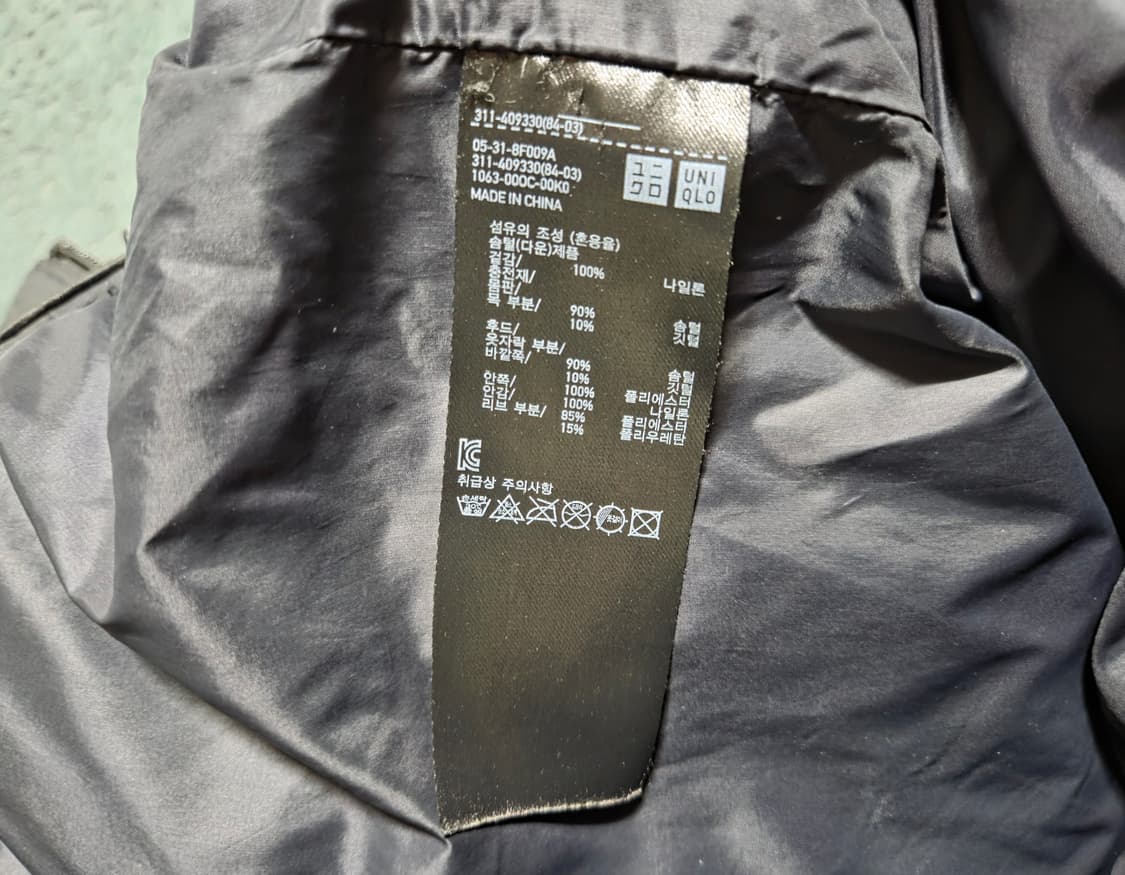 311-409330(84-03)
05-31-8F009A
311-409330(84-03)
1063-000C-00K0
MADE IN CHINA
ユニ
クロ
UNI
QLO
섬유의 조성 (혼용율)
솜털(다운)제품
겉감/ 100% 나일론
충전재/
몸판/
목 부분/ 90% 솜털
10% 깃털
후드/
옷자락 부분/
바깥쪽/ 90% 솜털
10% 깃털
안쪽/ 100% 폴리에스터
안감/ 100% 나일론
리브 부분/ 85% 폴리에스터
15% 폴리우레탄
취급상 주의사항
손세탁